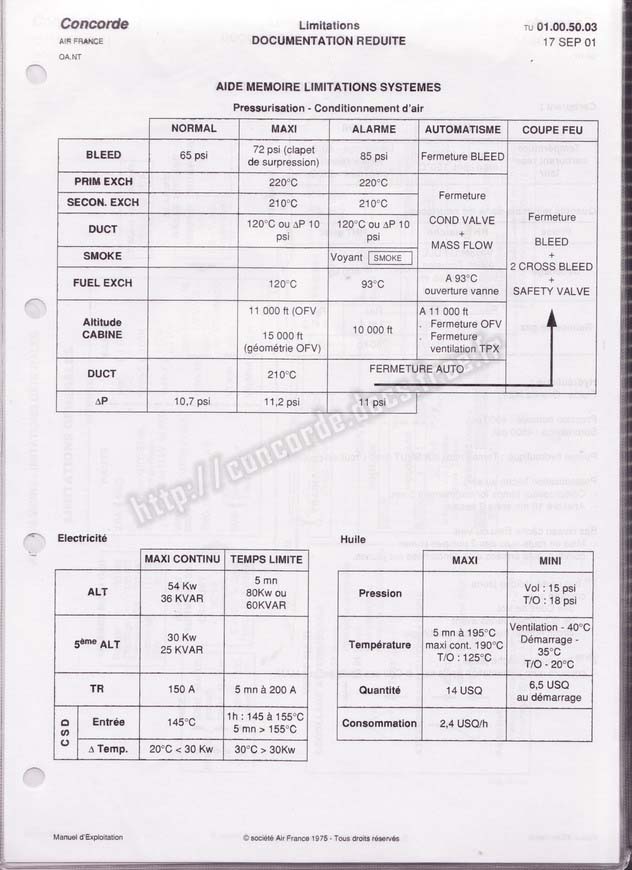 Concorde
AIR FRANCE
OA.NT
Limitations
DOCUMENTATION REDUITE
TU 01.00.50.03
17 SEP 01
AIDE MEMOIRE LIMITATIONS SYSTEMES
Pressurisation - Conditionnement d'air
NORMAL MAXI ALARME AUTOMATISME COUPE FEU
BLEED 65 psi 72 psi (clapet de surpression) 85 psi Fermeture BLEED
PRIM EXCH 220°C 220°C
SECON. EXCH 210°C 210°C
DUCT 120°C ou ΔP 10 psi 120°C ou ΔP 10 psi
Fermeture
COND VALVE
+
MASS FLOW
SMOKE Voyant SMOKE
FUEL EXCH 120°C 93°C A 93°C ouverture vanne
Fermeture
BLEED
+
2 CROSS BLEED
+
SAFETY VALVE
Altitude CABINE
11 000 ft (OFV
15 000 ft
(géométrie OFV)
10 000 ft
A 11 000 ft
. Fermeture OFV
. Fermeture
ventilation TPX
DUCT 210°C FERMETURE AUTO
ΔP 10,7 psi 11,2 psi 11 psi
http://cuncorde.docs.free.fr
Electricité
MAXI CONTINU TEMPS LIMITE
ALT
54 Kw
36 KVAR
5 mn
80Kw ou
60KVAR
5ème ALT
30 Kw
25 KVAR
TR 150 A 5 mn à 200 A
CSD
Entrée 145°C
1h : 145 à 155°C
5 mn > 155°C
Δ Temp. 20°C < 30 Kw 30°C > 30Kw
Huile
MAXI MINI
Pression
Vol : 15 psi
T/O : 18 psi
Température
5 mn à 195°C
maxi cont. 190°C
T/O : 125°C
Ventilation - 40°C
Démarrage -
35°C
T/O - 20°C
Quantité 14 USQ
6,5 USQ
au démarrage
Consommation 2,4 USQ/h
Manuel d'Exploitation
© société Air France 1975 - Tous droits réservés